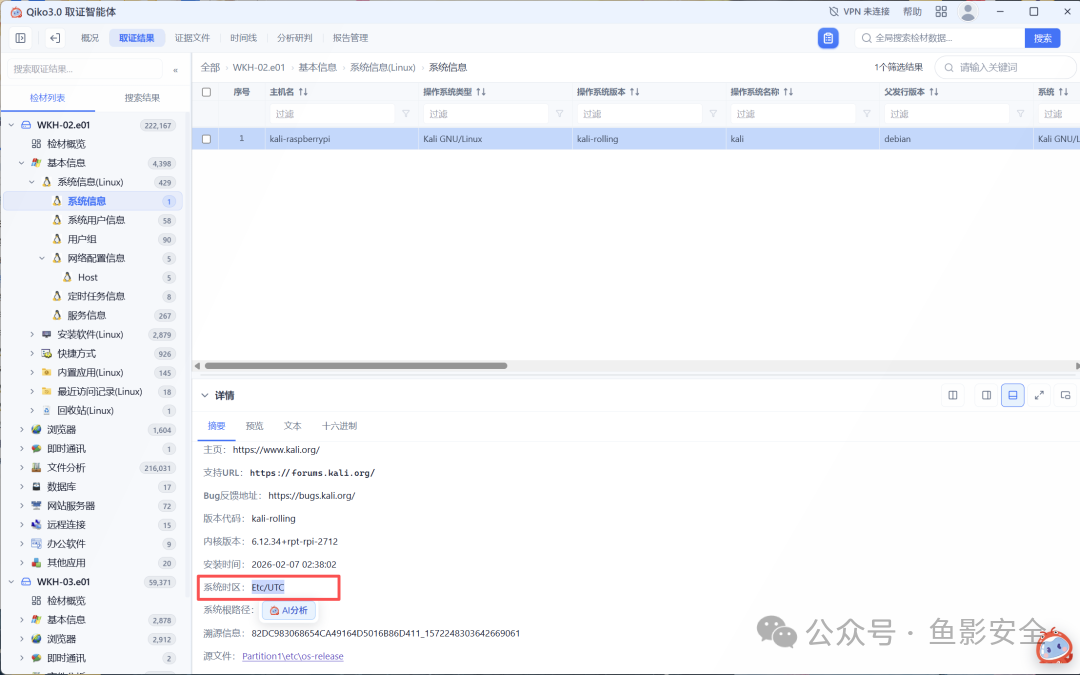 Qiko3.0 取证智能体
VPN 未连接 帮助
概况 取证结果 证据文件 时间线 分析研判 报告管理
全局搜索检材数据... 搜索
搜索取证结果... «
检材列表 搜索结果
WKH-02.e01 222,167
检材概览
基本信息 4,398
系统信息(Linux) 429
系统信息 1
系统用户信息 58
用户组 90
网络配置信息 5
Host 5
定时任务信息 8
服务信息 267
安装软件(Linux) 2,879
快捷方式 926
内置应用(Linux) 145
最近访问记录(Linux) 18
回收站(Linux) 1
浏览器 1,604
即时通讯 1
文件分析 216,031
数据库 17
网站服务器 72
远程连接 15
办公软件 9
其他应用 20
WKH-03.e01 59,371
检材概览
基本信息 2,878
浏览器 2,912
即时通讯 2
全部 › WKH-02.e01 › 基本信息 › 系统信息(Linux) › 系统信息
1个筛选结果 请输入关键词
序号 主机名 ↑↓ 操作系统类型 ↑↓ 操作系统版本 ↑↓ 操作系统名称 ↑↓ 父发行版本 ↑↓ 系统 ↑↓
过滤 过滤 过滤 过滤 过滤 过滤
1 kali-raspberrypi Kali GNU/Linux kali-rolling kali debian Kali GNU/L
详情
摘要 预览 文本 十六进制
主页: https://www.kali.org/
支持URL: https://forums.kali.org/
Bug反馈地址: https://bugs.kali.org/
版本代码: kali-rolling
内核版本: 6.12.34+rpt-rpi-2712
安装时间: 2026-02-07 02:38:02
系统时区: Etc/UTC
系统根路径: AI分析
溯源信息: 82DC983068654CA49164D5016B86D411_1572248303642669061
源文件: Partition1\etc\os-release
公众号 · 鱼影安全